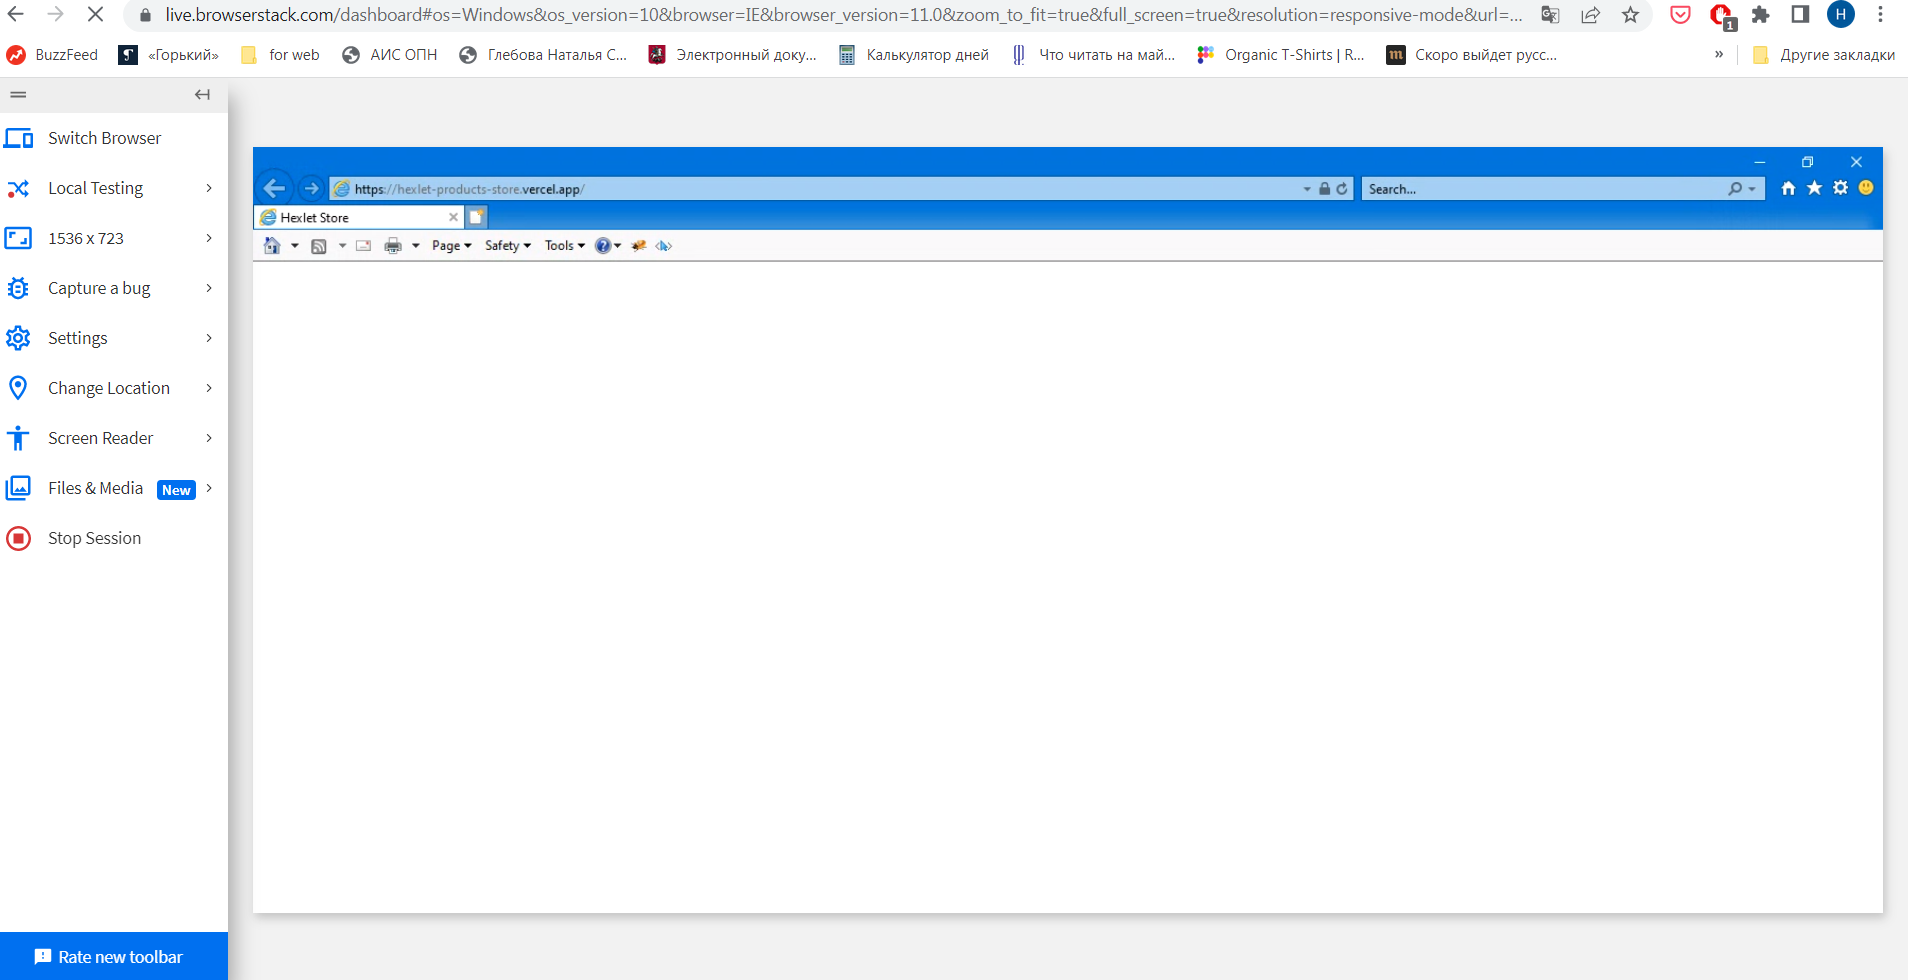 live.browserstack.com/dashboard#os=Windows&os_version=10&browser=IE&browser_version=11.0&zoom_to_fit=true&full_screen=true&resolution=responsive-mode&url=...
1
H
BuzzFeed «Горький» for web АИС ОПН Глебова Наталья С... Электронный доку... Калькулятор дней Что читать на май... Organic T-Shirts | R... m Скоро выйдет русс... » Другие закладки
Switch Browser
Local Testing
1536 x 723
Capture a bug
Settings
Change Location
Screen Reader
Files & Media New
Stop Session
Rate new toolbar
https://hexlet-products-store.vercel.app/ Search...
Hexlet Store
Page Safety Tools